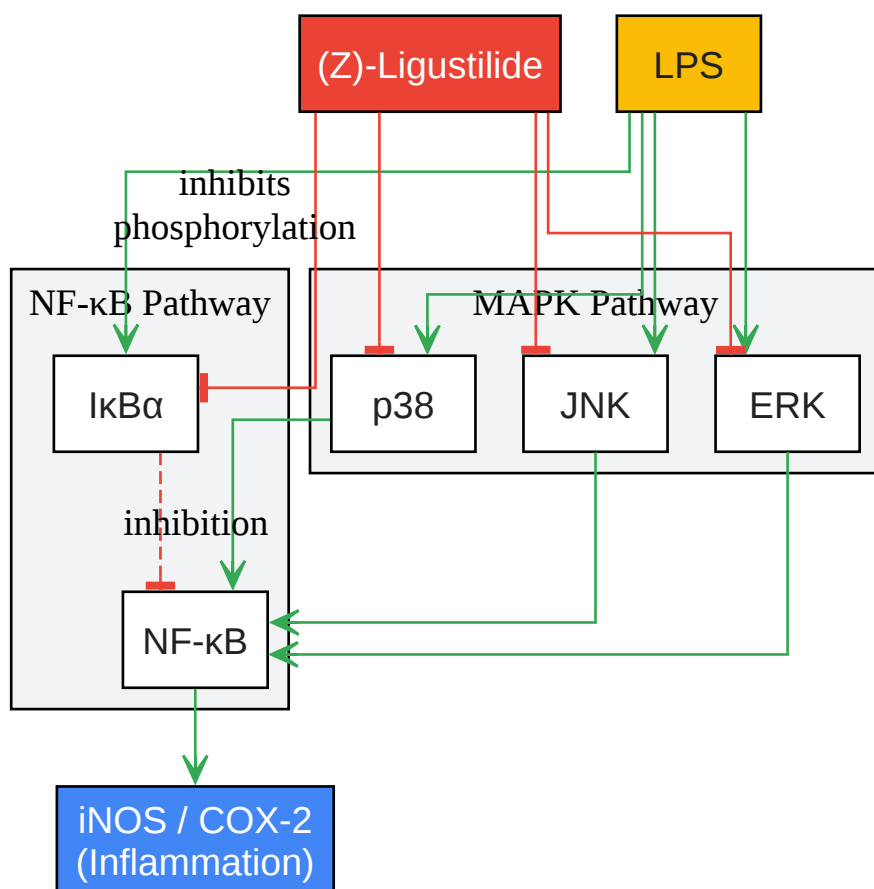 (Z)-Ligustilide
LPS
inhibits
phosphorylation
NF-κB Pathway
MAPK Pathway
IκBα
p38
JNK
ERK
inhibition
NF-κB
iNOS / COX-2
(Inflammation)